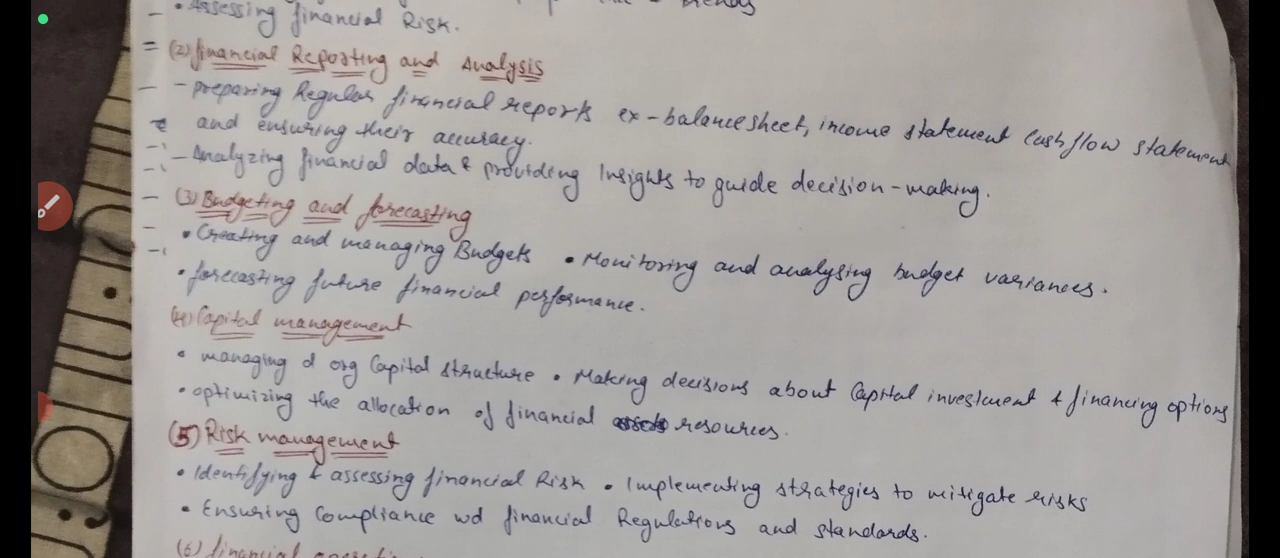 trends
• Assessing financial Risk.
(2) financial Reporting and Analysis
- preparing Regular financial reports ex - balance sheet, income statement cash flow statement
and ensuring their accuracy.
- Analyzing financial data & providing Insights to guide decision-making.
(3) Budgeting and forecasting
• Creating and managing Budgets • Monitoring and analysing budget variances.
• forecasting future financial performance.
(4) Capital management
• managing d org Capital structure • Making decisions about Capital investment & financing options
• optimizing the allocation of financial resources.
(5) Risk management
• Identifying & assessing financial Risk • Implementing strategies to mitigate risks
• Ensuring Compliance wd financial Regulations and standards.
(6) financial